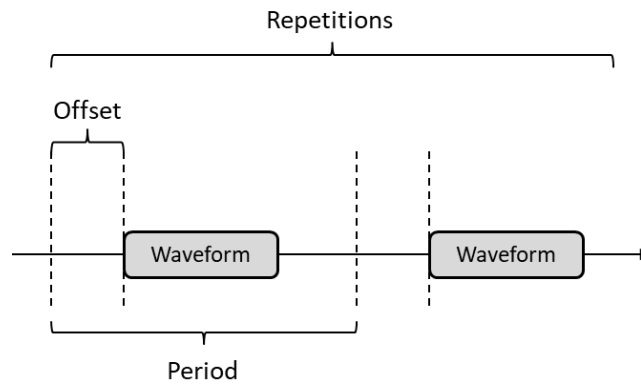 Repetitions
Offset
Waveform
Waveform
Period